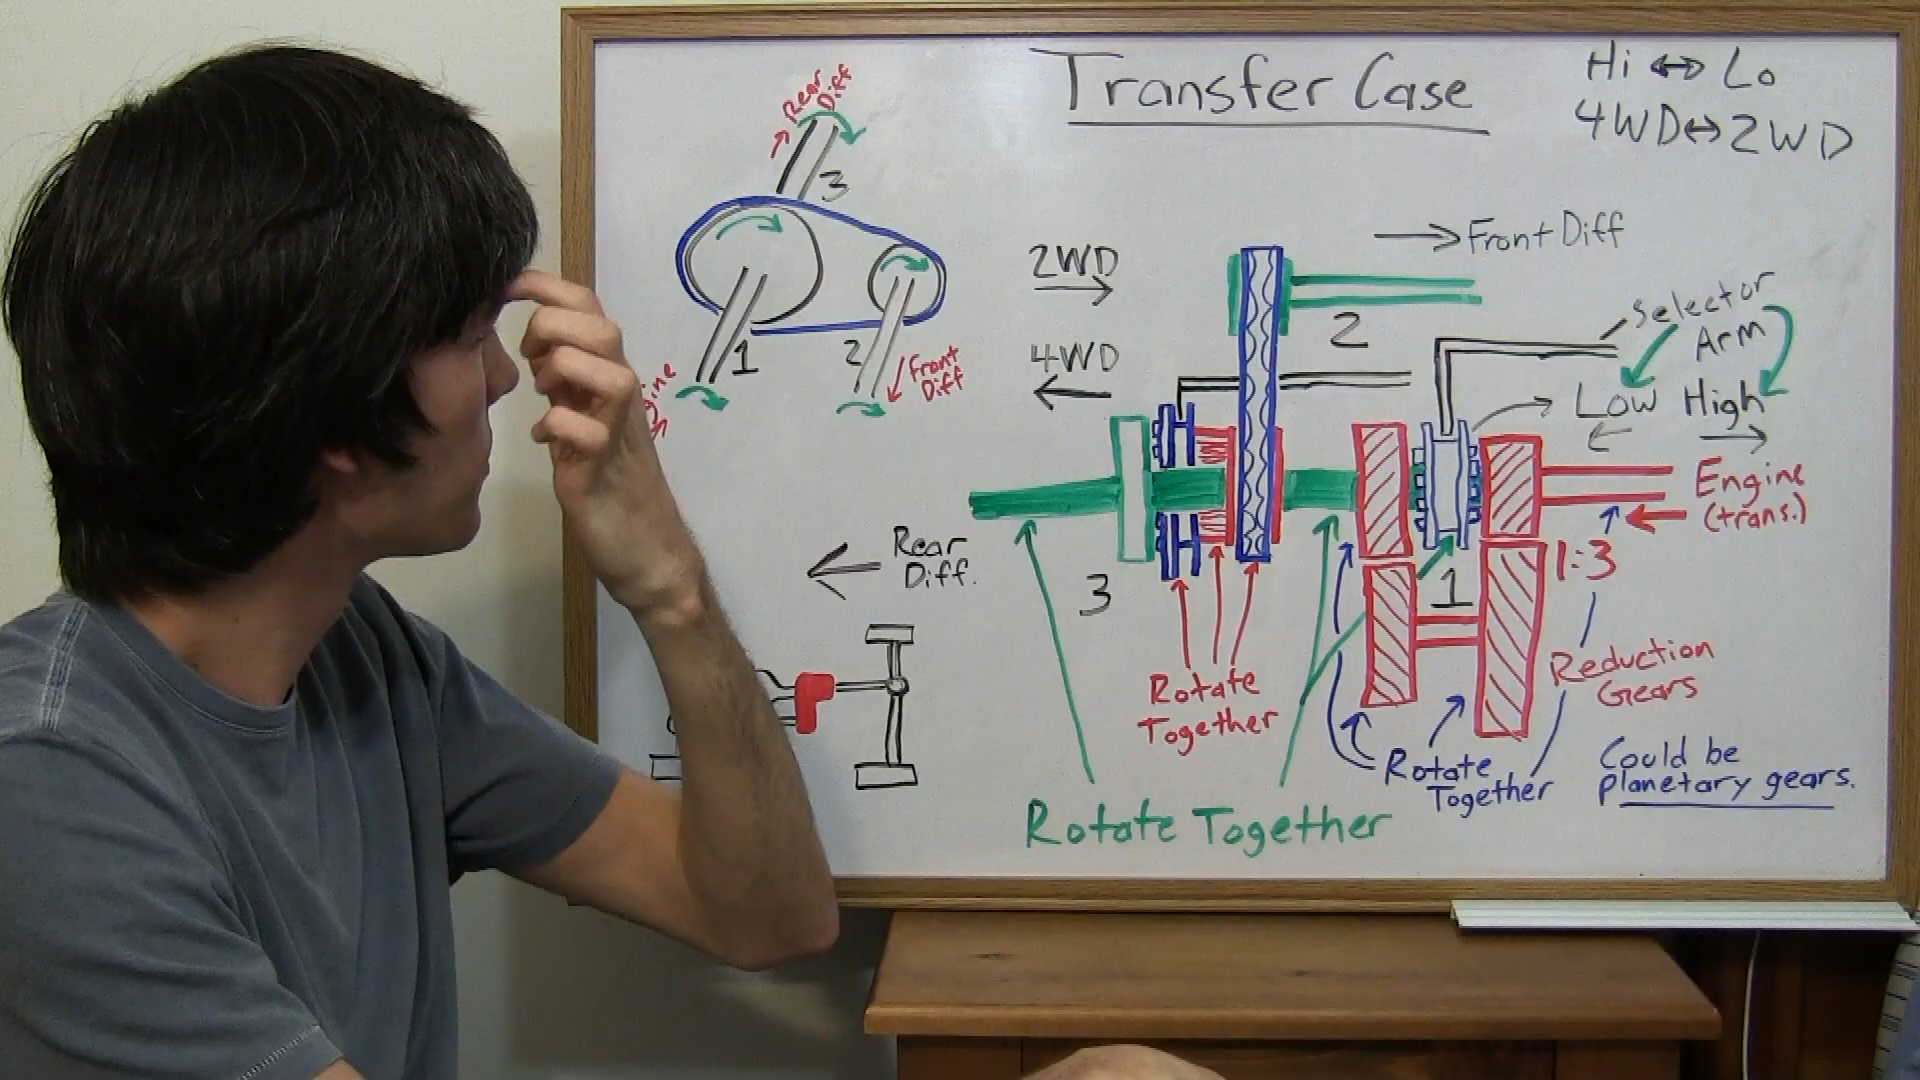 Transfer Case
Hi ↔ Lo
4WD↔2WD
Rear
Diff
3
1
2
Front
Diff
2WD
4WD
→Front Diff
2
Selector
Arm
Low High
Engine
(trans.)
1:3
1
3
Rear
Diff.
Rotate
Together
Reduction
Gears
Rotate
Together
Could be
planetary gears.
Rotate Together